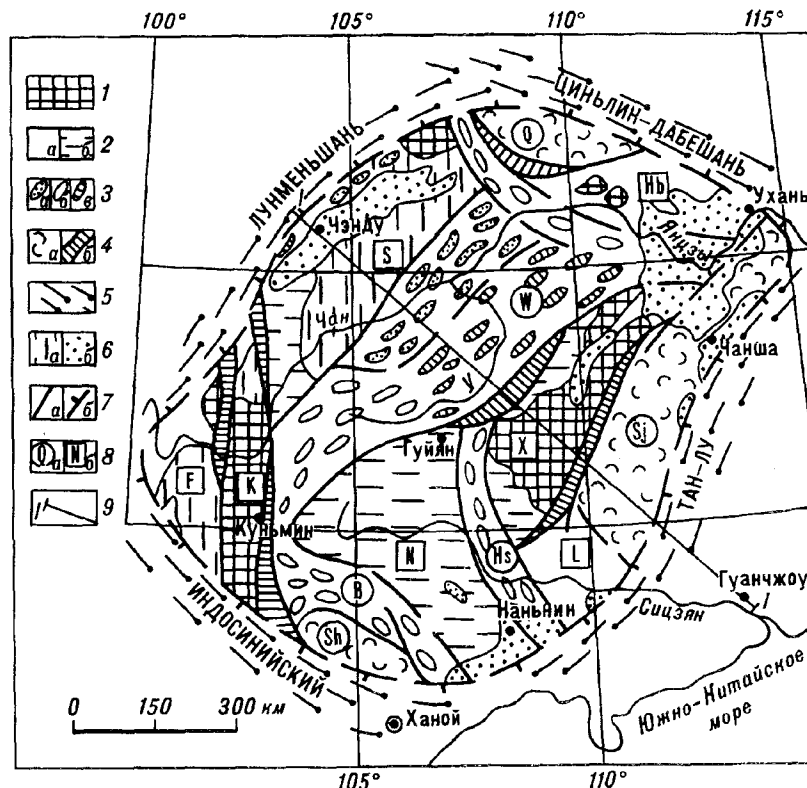 100° 105° 110° 115°
1
а б 2
а б в 3
а б 4
5
а б 6
а б 7
Q а N б 8
I 9
ЛУНМЕНЬШАНЬ
ЦИНЬЛИН-ДАБЕШАНЬ
Q
Hb
Ухань
Чэнду
S
Янцзы
W
Чан
Чанша
У
Sj
Гуйян
X
ТАН-ЛУ
F
K
Куньмин
N
Hs
L
B
Гуанчжоу
I
Наньнин
Сицзян
Sh
ИНДОСИНИЙСКИЙ
0 150 300 км
Ханой
Южно-Китайское
море
105° 110°